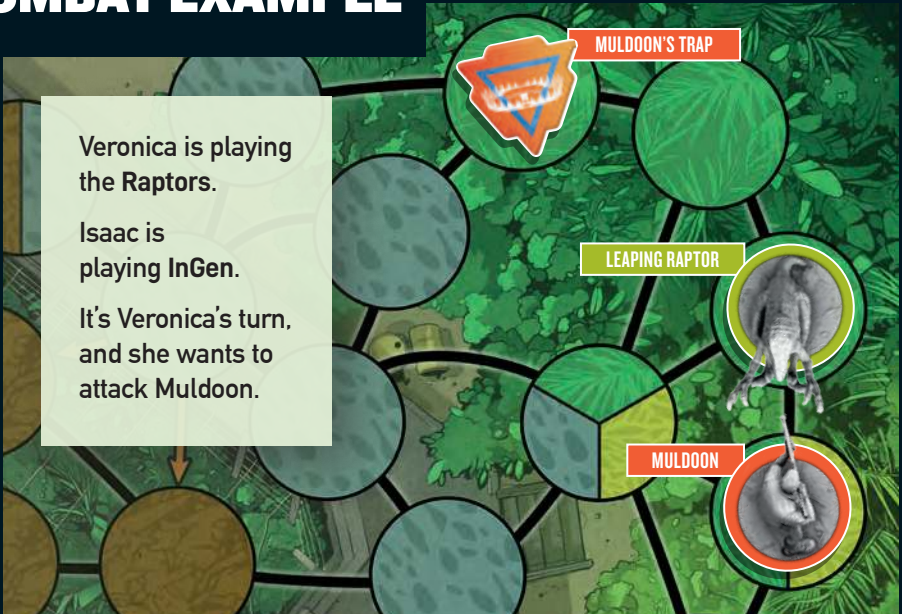 COMBAT EXAMPLE
MULDOON'S TRAP
Veronica is playing
the Raptors.
Isaac is
playing InGen.
It's Veronica's turn,
and she wants to
attack Muldoon.
LEAPING RAPTOR
MULDOON